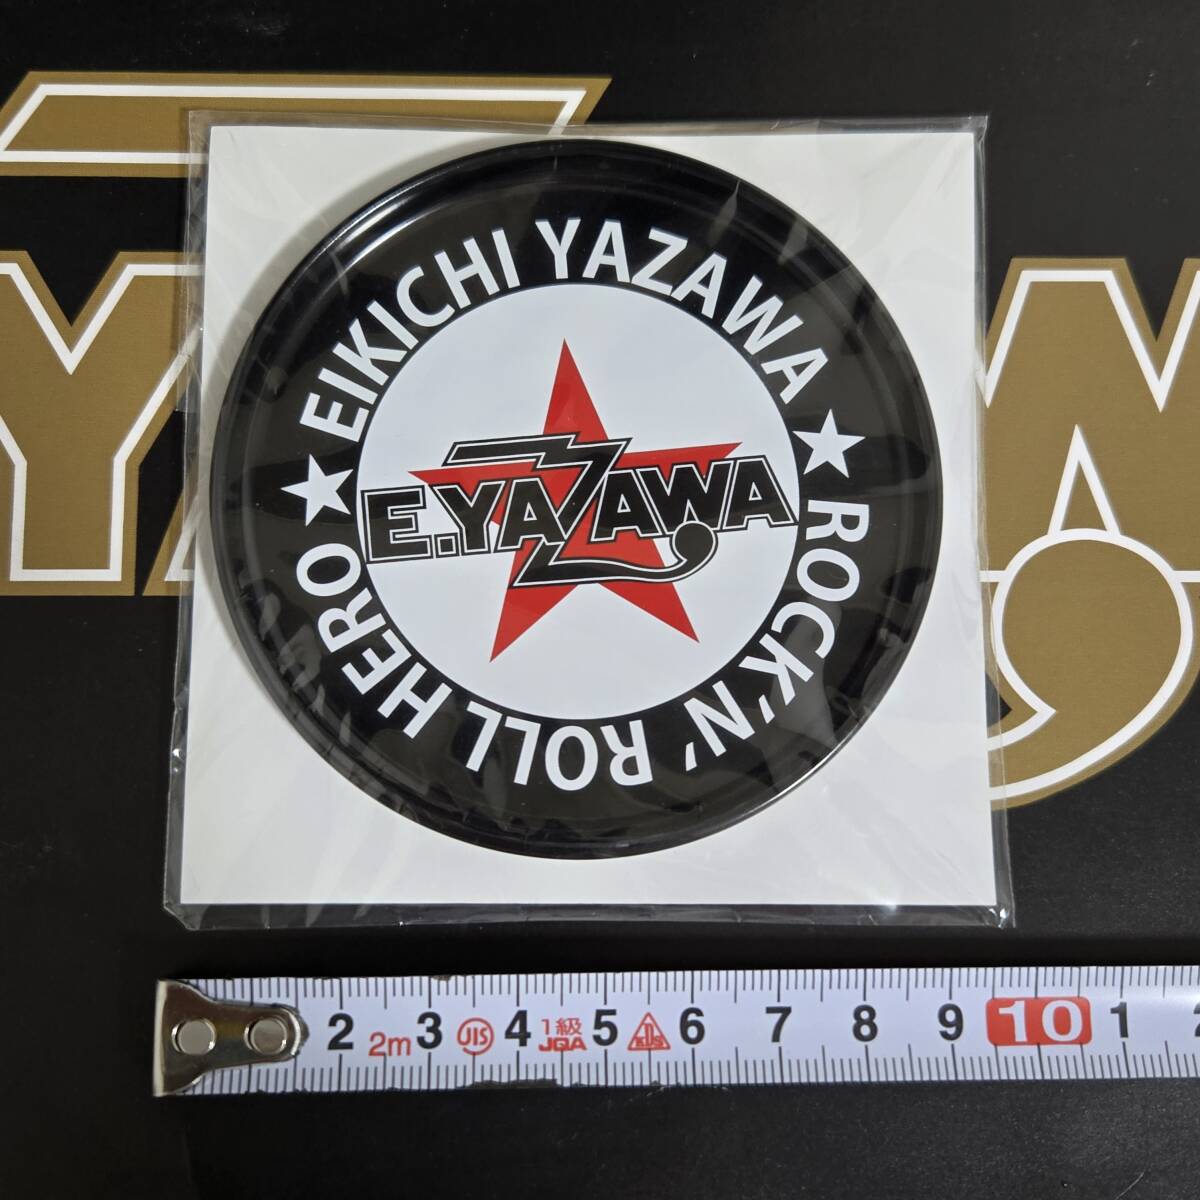 EIKICHI YAZAWA
★ ROCK'N' ROLL HERO ★
E.YAZAWA
2 2m 3 JIS 4 1級 JQA 5 6 7 8 9 10 1